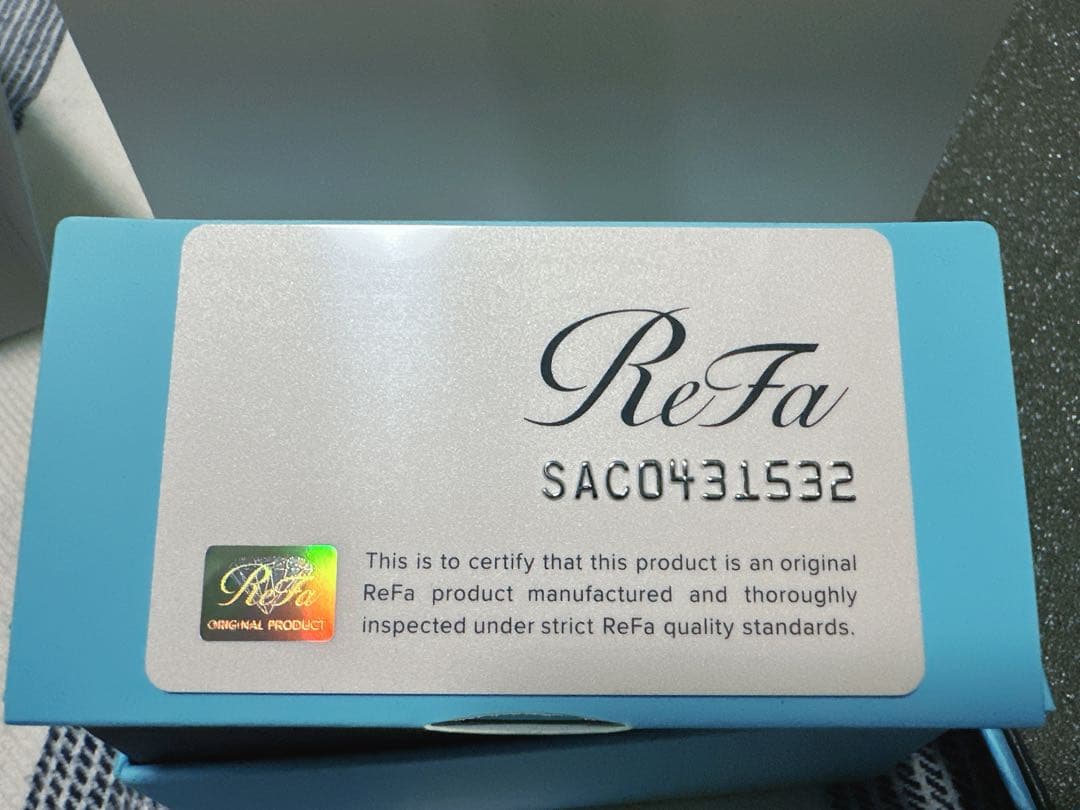 ReFa
SAC0431532
This is to certify that this product is an original
ReFa product manufactured and thoroughly
inspected under strict ReFa quality standards.
ReFa
ORIGINAL PRODUCT